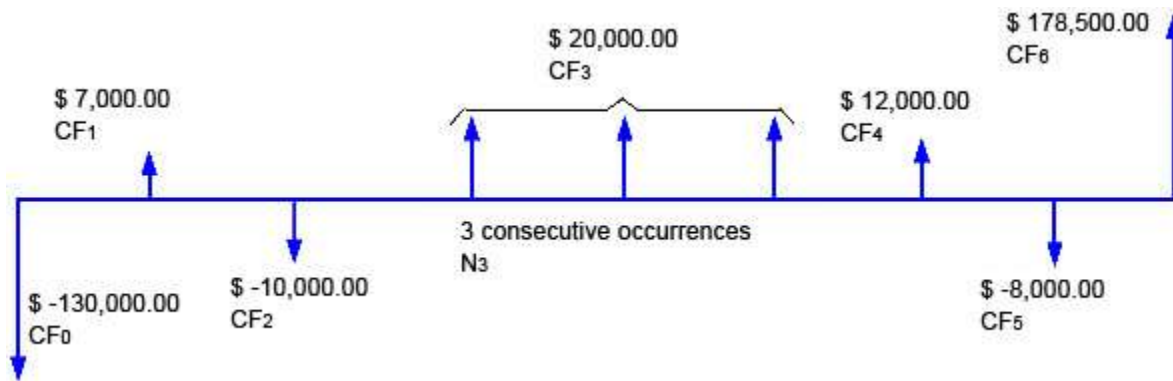 $ 178,500.00
CF6
$ 20,000.00
CF3
$ 7,000.00
CF1
$ 12,000.00
CF4
3 consecutive occurrences
N3
$ -130,000.00
CF0
$ -10,000.00
CF2
$ -8,000.00
CF5